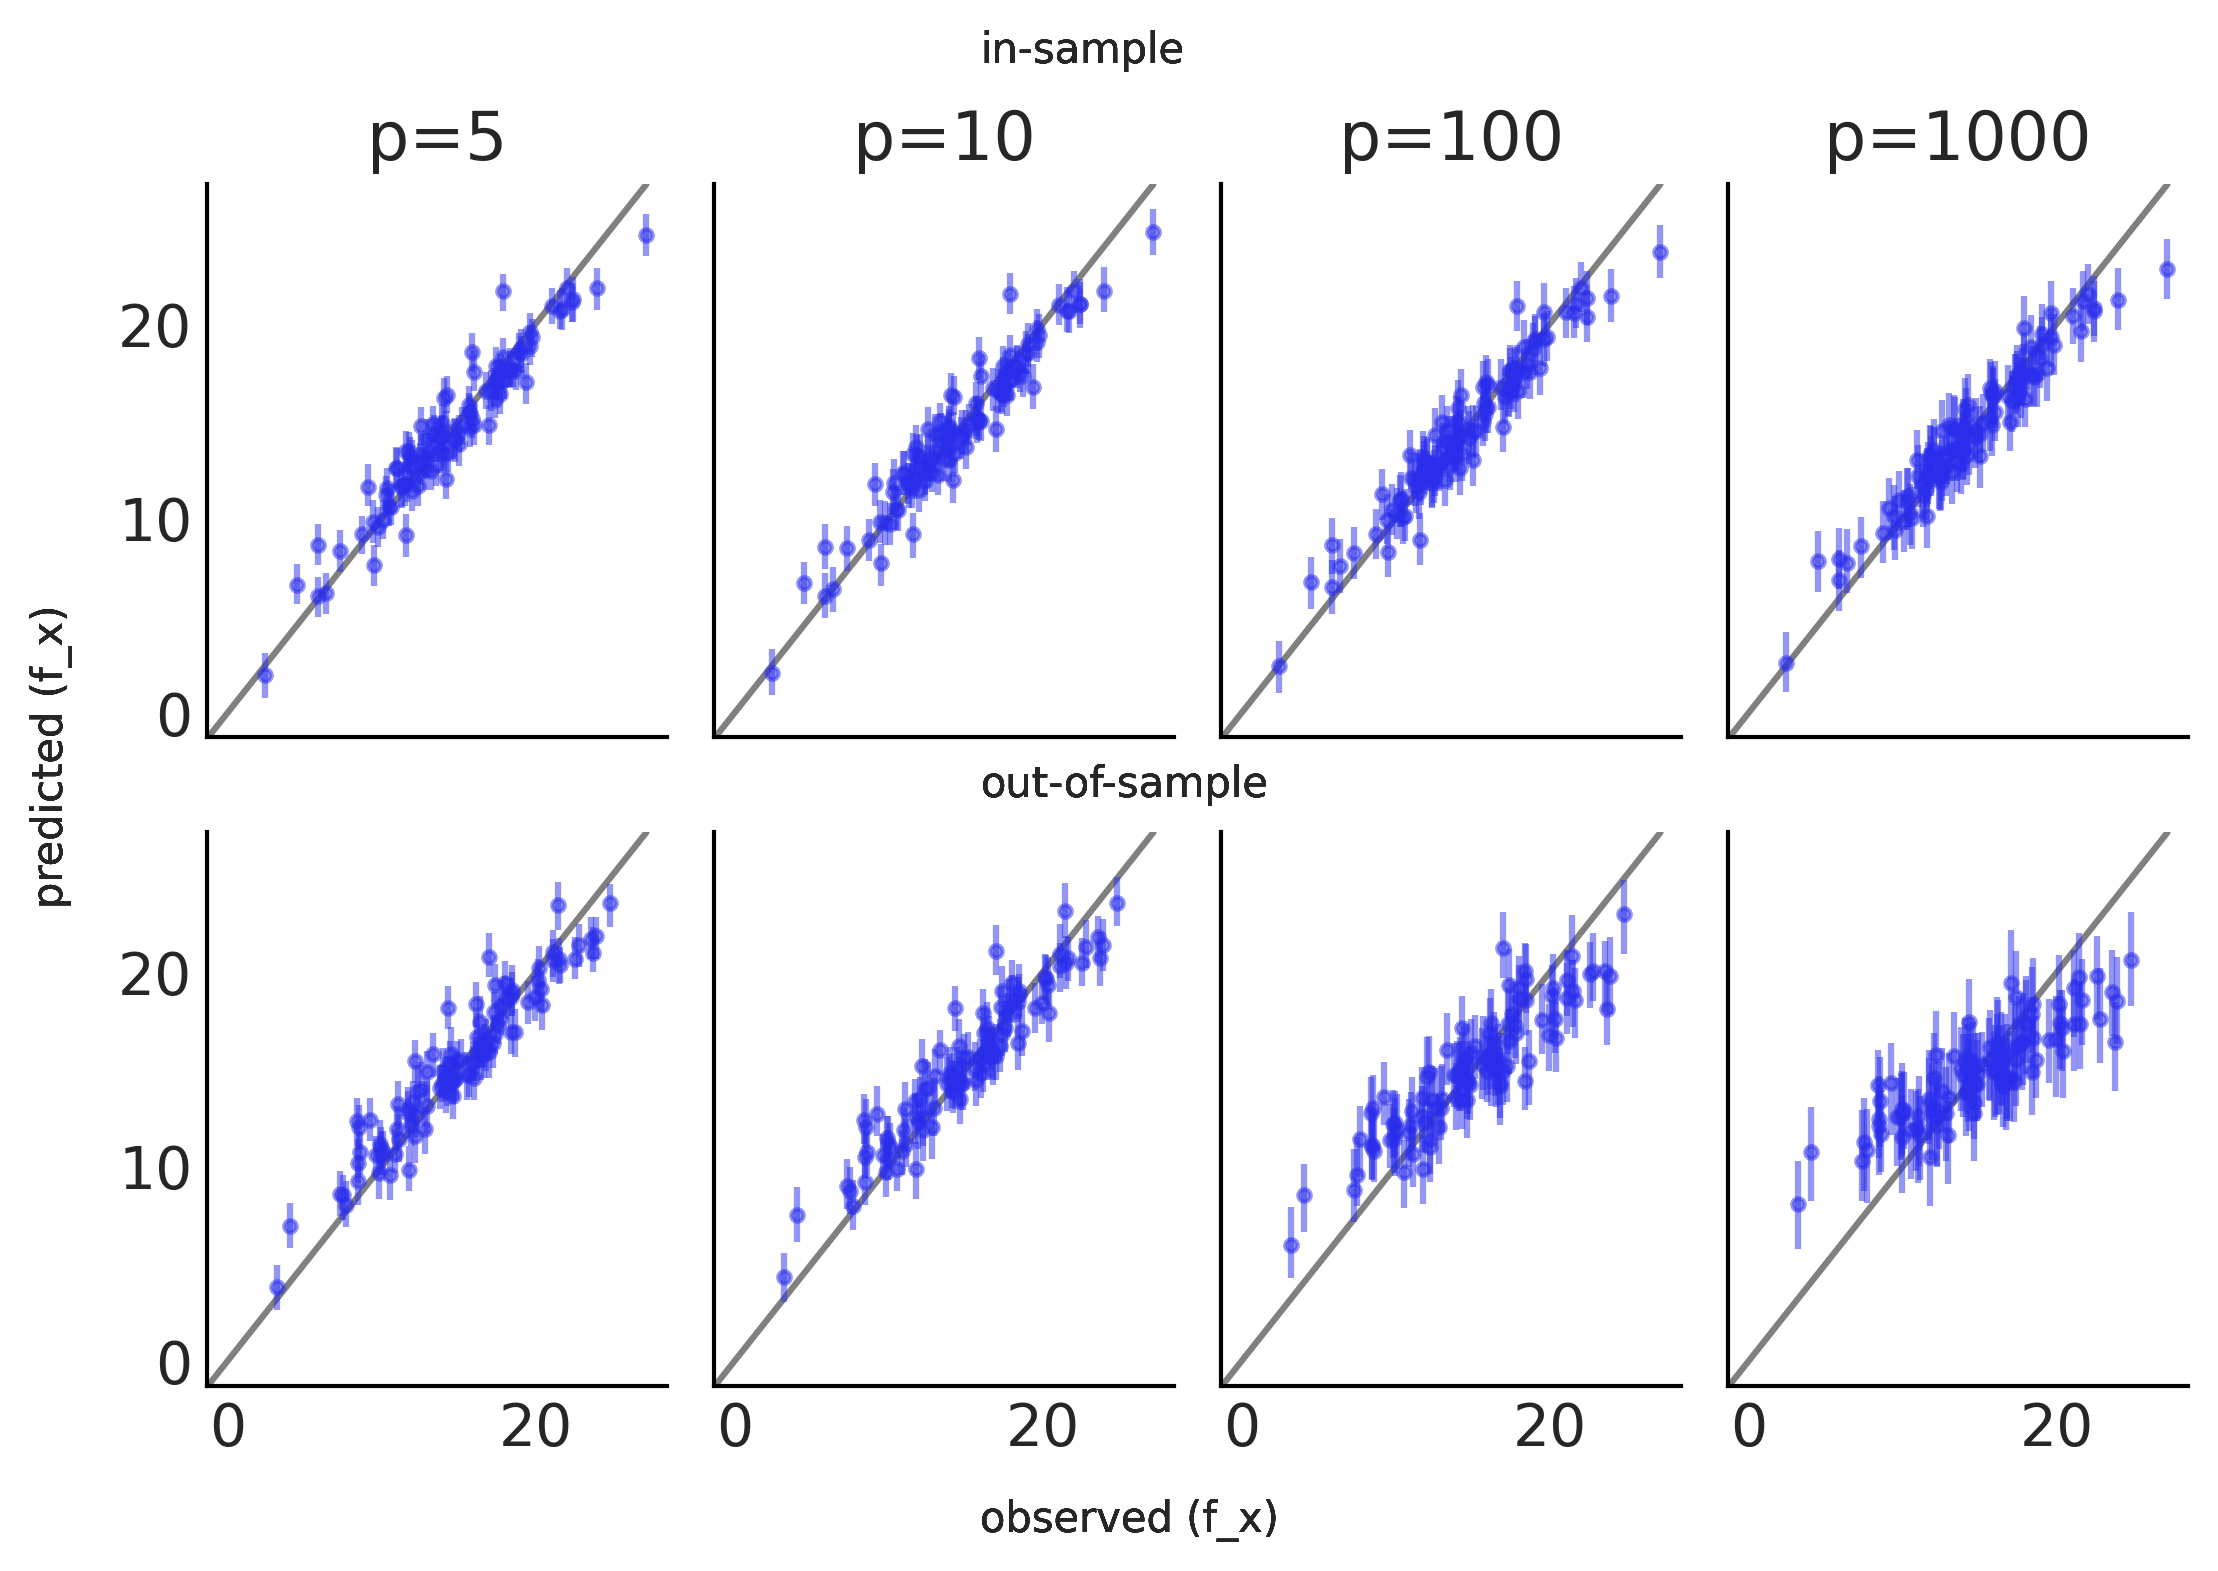 in-sample
p=5 p=10 p=100 p=1000
20
10
0
predicted (f_x)
out-of-sample
20
10
0
0 20 0 20 0 20 0 20
observed (f_x)